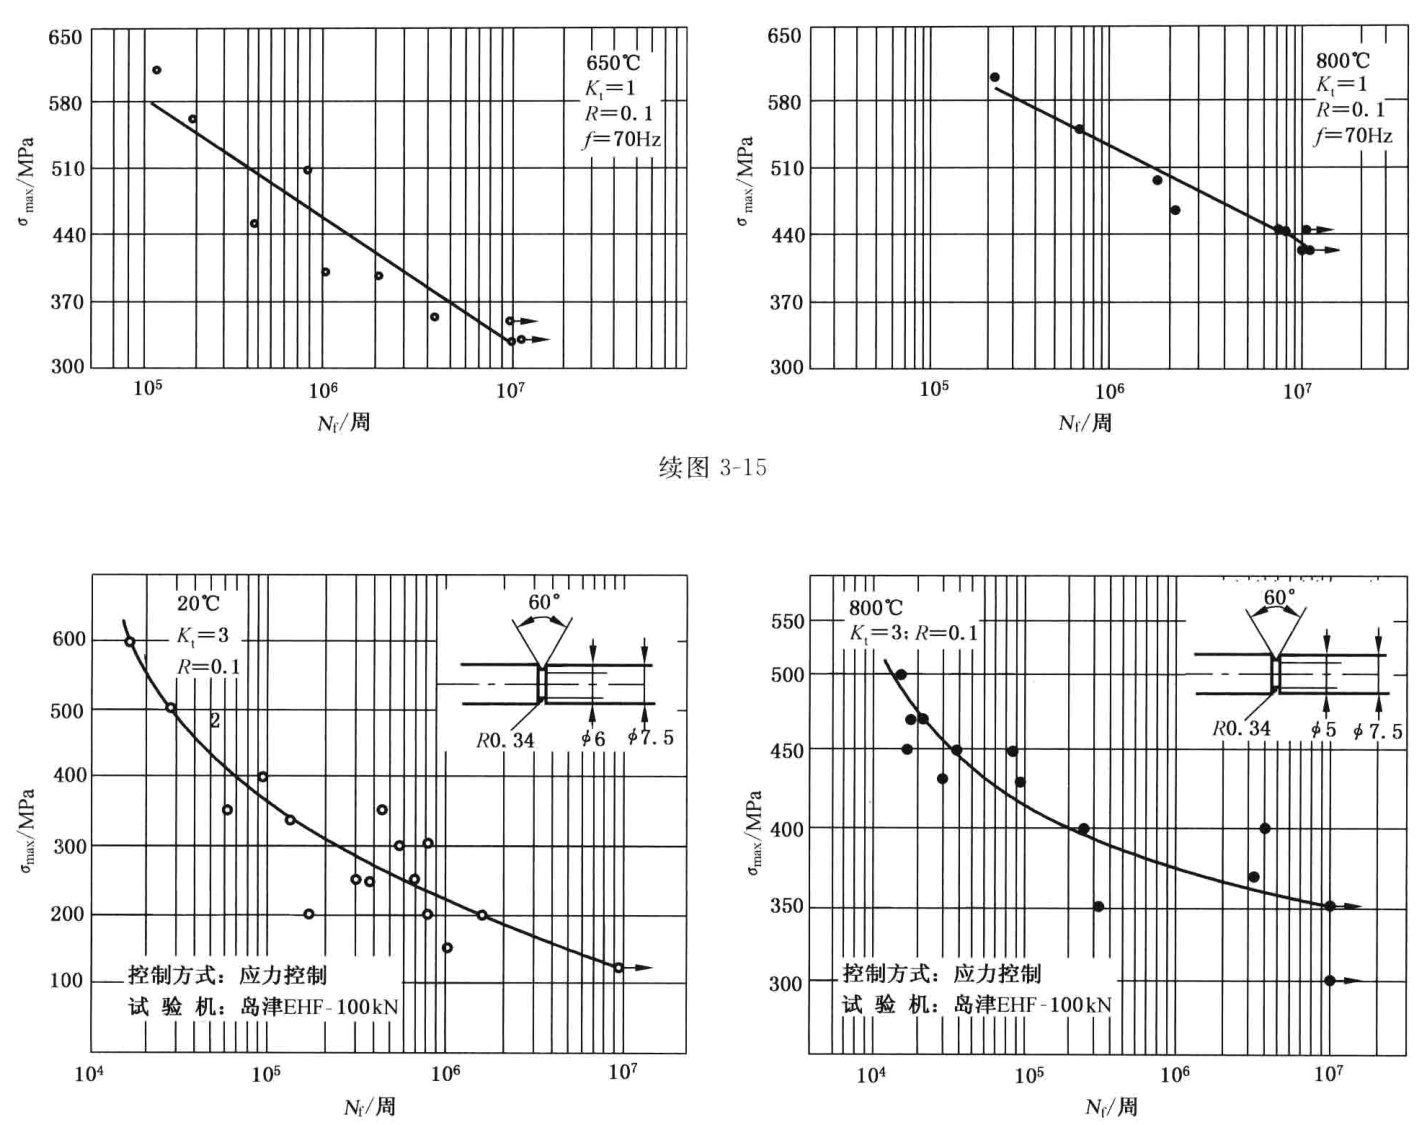 650
580
510
440
370
300
σmax/MPa
650℃
Kt=1
R=0.1
f=70Hz
10⁵
10⁶
10⁷
Nf/周
650
580
510
440
370
300
σmax/MPa
800℃
Kt=1
R=0.1
f=70Hz
10⁵
10⁶
10⁷
Nf/周
续图 3-15
600
500
400
300
200
100
σmax/MPa
20℃
Kt=3
R=0.1
2
60°
R0.34
φ6
φ7.5
控制方式：应力控制
试 验 机：岛津EHF-100kN
10⁴
10⁵
10⁶
10⁷
Nf/周
550
500
450
400
350
300
σmax/MPa
800℃
Kt=3; R=0.1
60°
R0.34
φ5
φ7.5
控制方式：应力控制
试 验 机：岛津EHF-100kN
10⁴
10⁵
10⁶
10⁷
Nf/周